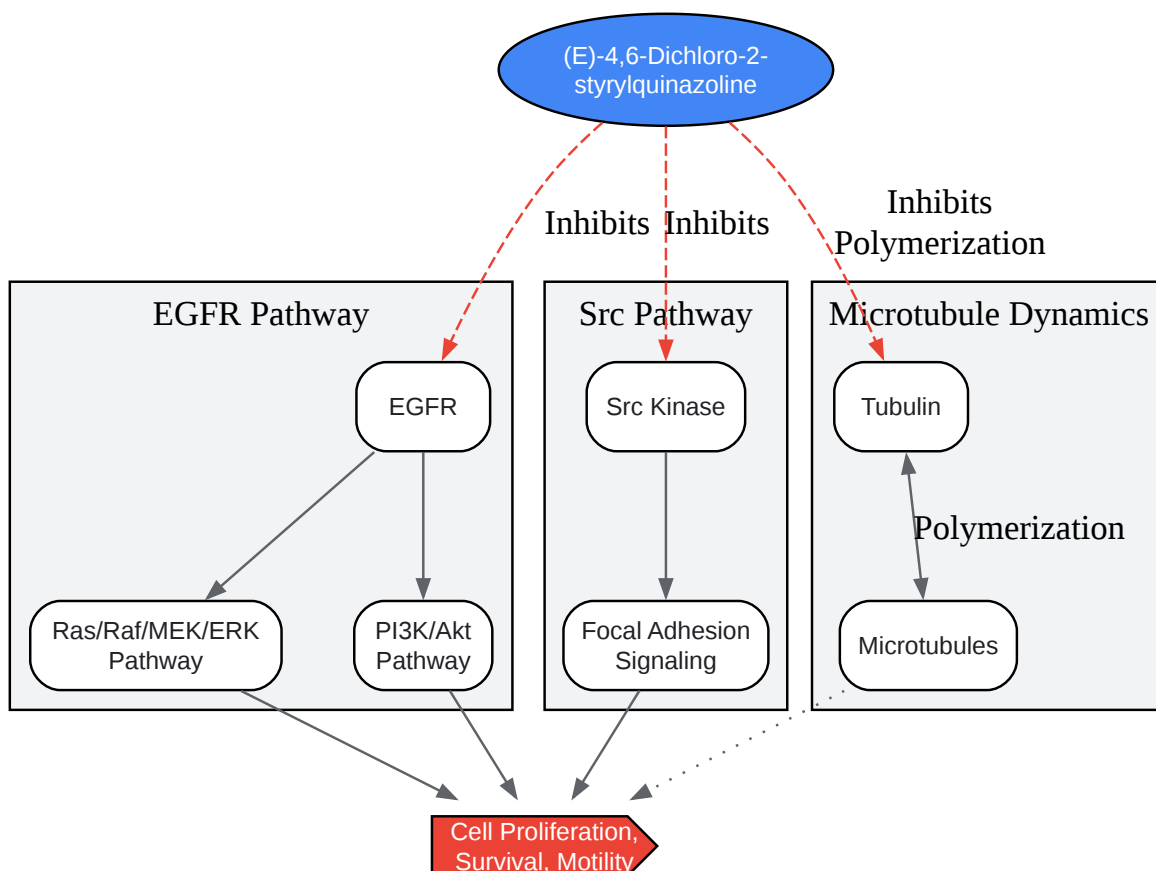 (E)-4,6-Dichloro-2-
styrylquinazoline
Inhibits
Inhibits
Inhibits
Polymerization
EGFR Pathway
Src Pathway
Microtubule Dynamics
EGFR
Src Kinase
Tubulin
Polymerization
Ras/Raf/MEK/ERK
Pathway
PI3K/Akt
Pathway
Focal Adhesion
Signaling
Microtubules
Cell Proliferation,
Survival, Motility